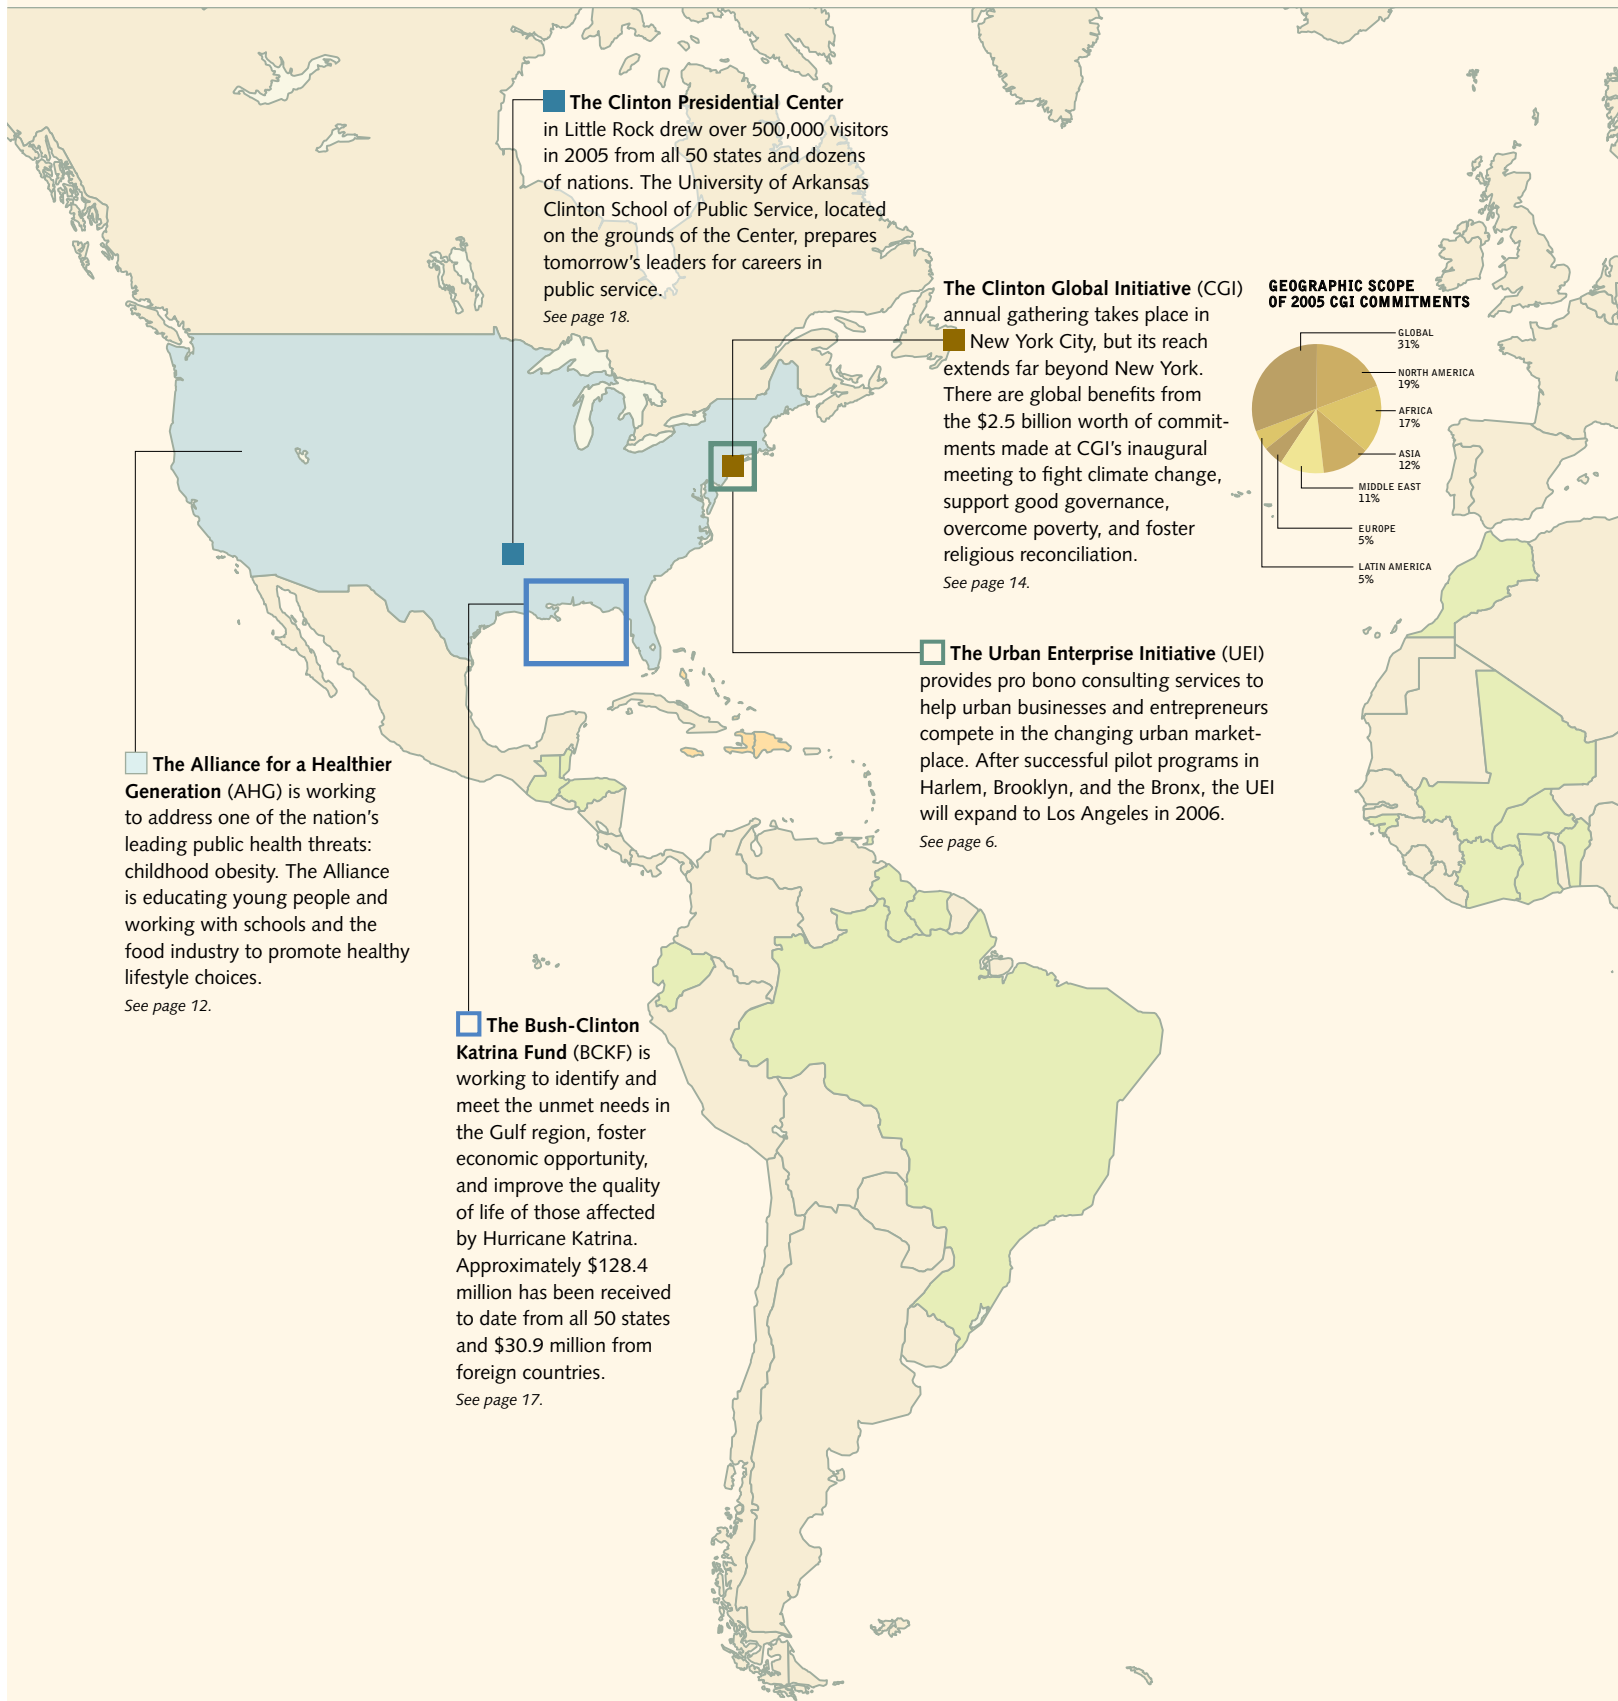 The Clinton Presidential Center
in Little Rock drew over 500,000 visitors
in 2005 from all 50 states and dozens
of nations. The University of Arkansas
Clinton School of Public Service, located
on the grounds of the Center, prepares
tomorrow's leaders for careers in
public service.
See page 18.
The Clinton Global Initiative (CGI)
annual gathering takes place in
New York City, but its reach
extends far beyond New York.
There are global benefits from
the $2.5 billion worth of commit-
ments made at CGI's inaugural
meeting to fight climate change,
support good governance,
overcome poverty, and foster
religious reconciliation.
See page 14.
GEOGRAPHIC SCOPE
OF 2005 CGI COMMITMENTS
GLOBAL
31%
NORTH AMERICA
19%
AFRICA
17%
ASIA
12%
MIDDLE EAST
11%
EUROPE
5%
LATIN AMERICA
5%
The Urban Enterprise Initiative (UEI)
provides pro bono consulting services to
help urban businesses and entrepreneurs
compete in the changing urban market-
place. After successful pilot programs in
Harlem, Brooklyn, and the Bronx, the UEI
will expand to Los Angeles in 2006.
See page 6.
The Alliance for a Healthier
Generation (AHG) is working
to address one of the nation's
leading public health threats:
childhood obesity. The Alliance
is educating young people and
working with schools and the
food industry to promote healthy
lifestyle choices.
See page 12.
The Bush-Clinton
Katrina Fund (BCKF) is
working to identify and
meet the unmet needs in
the Gulf region, foster
economic opportunity,
and improve the quality
of life of those affected
by Hurricane Katrina.
Approximately $128.4
million has been received
to date from all 50 states
and $30.9 million from
foreign countries.
See page 17.